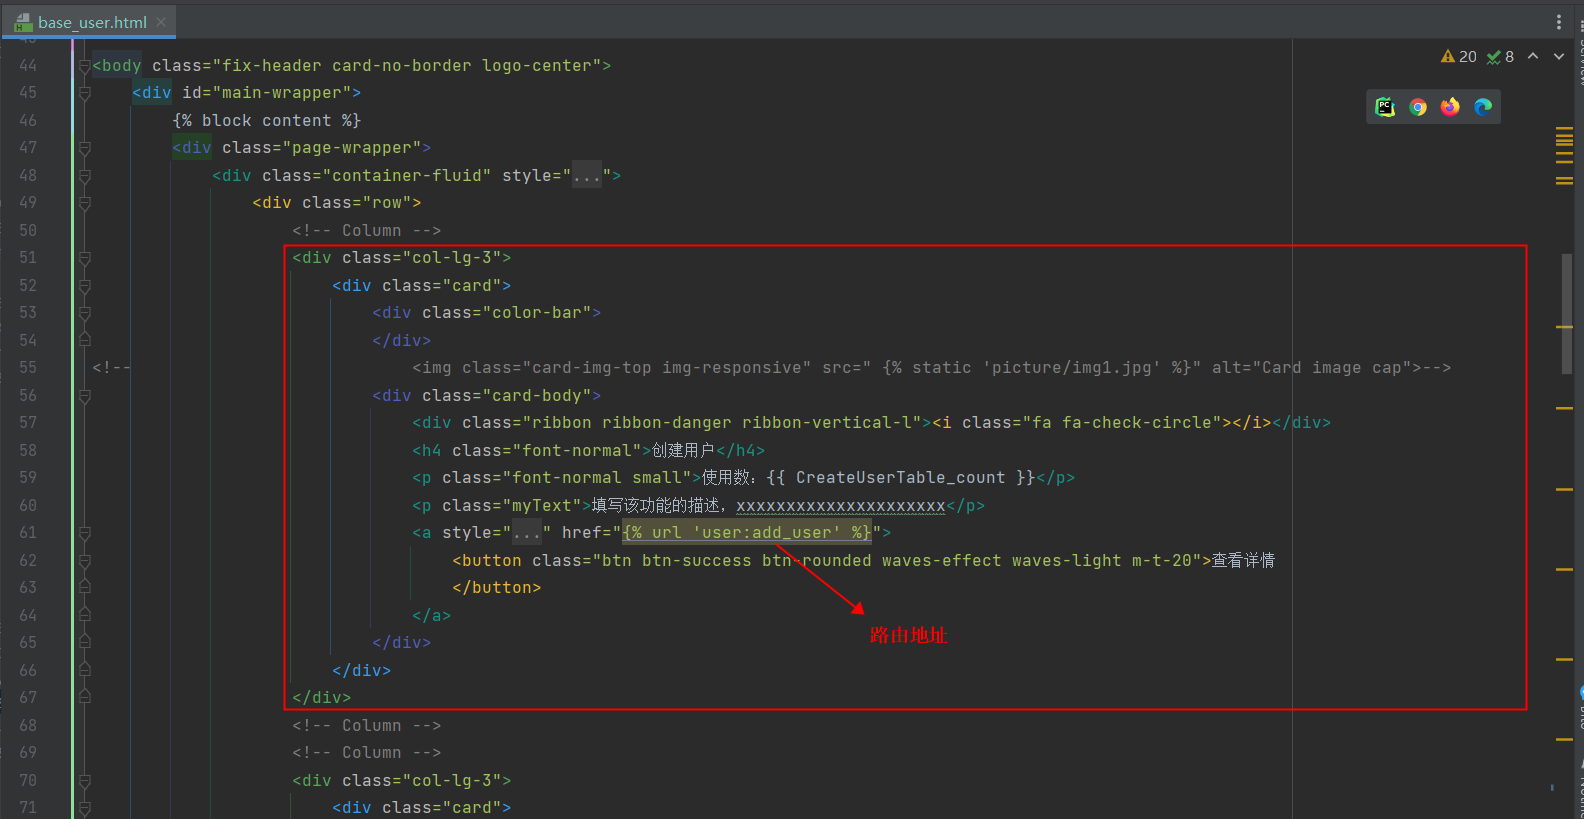 base_user.html
44 <body class="fix-header card-no-border logo-center">
20 8
45 <div id="main-wrapper">
46 {% block content %}
47 <div class="page-wrapper">
48 <div class="container-fluid" style="...">
49 <div class="row">
50 <!-- Column -->
51 <div class="col-lg-3">
52 <div class="card">
53 <div class="color-bar">
54 </div>
55 <!-- <img class="card-img-top img-responsive" src=" {% static 'picture/img1.jpg' %}" alt="Card image cap">-->
56 <div class="card-body">
57 <div class="ribbon ribbon-danger ribbon-vertical-l"><i class="fa fa-check-circle"></i></div>
58 <h4 class="font-normal">创建用户</h4>
59 <p class="font-normal small">使用数：{{ CreateUserTable_count }}</p>
60 <p class="myText">填写该功能的描述，xxxxxxxxxxxxxxxxxxxxx</p>
61 <a style="..." href="{% url 'user:add_user' %}">
62 <button class="btn btn-success btn-rounded waves-effect waves-light m-t-20">查看详情
63 </button>
64 </a>
路由地址
65 </div>
66 </div>
67 </div>
68 <!-- Column -->
69 <!-- Column -->
70 <div class="col-lg-3">
71 <div class="card">